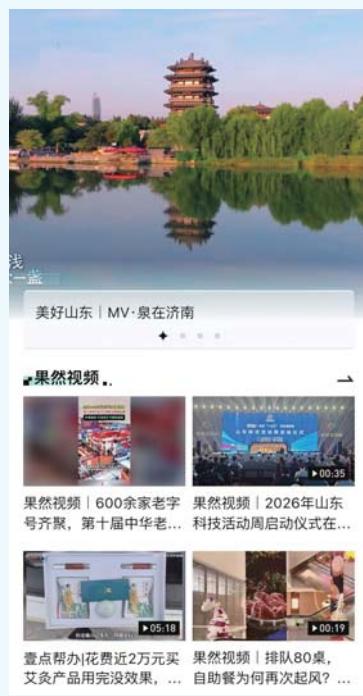 浅
一盏
美好山东｜MV·泉在济南
果然视频
00:35
果然视频｜600余家老字
号齐聚，第十届中华老...
果然视频｜2026年山东
科技活动周启动仪式在...
05:18
00:19
壹点帮办|花费近2万元买
艾灸产品用完没效果，...
果然视频｜排队80桌，
自助餐为何再次起风？...